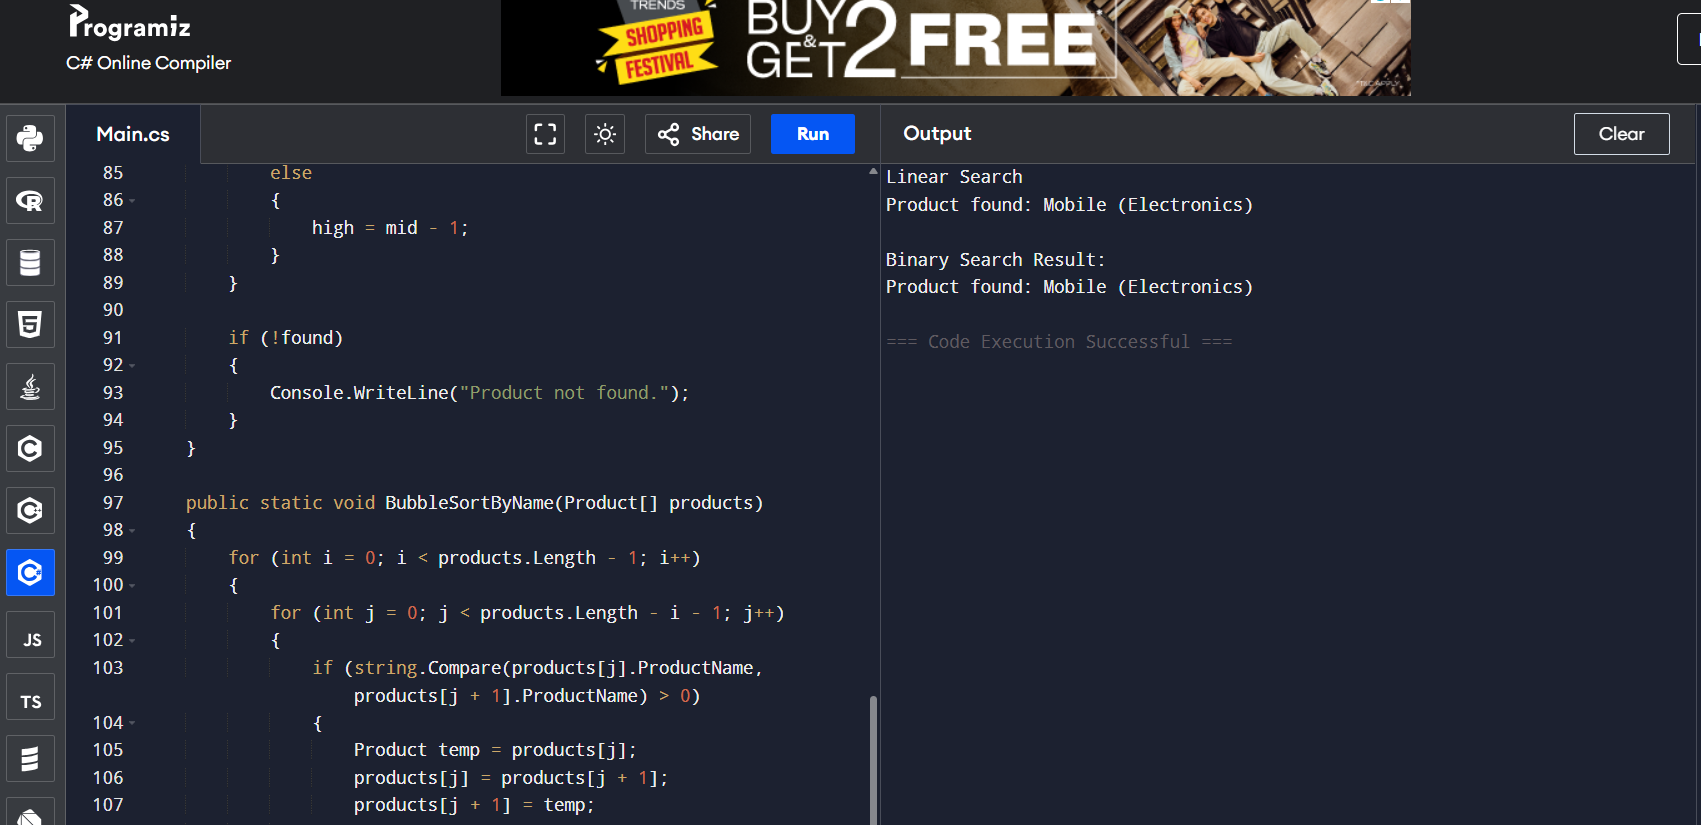 Programiz
C# Online Compiler
TRENDS
SHOPPING
FESTIVAL
BUY 2
& GET
FREE*
*T&C APPLY
Main.cs
Share
Run
Output
Clear
85 else
86 {
87 high = mid - 1;
88 }
89 }
90
91 if (!found)
92 {
93 Console.WriteLine("Product not found.");
94 }
95 }
96
97 public static void BubbleSortByName(Product[] products)
98 {
99 for (int i = 0; i < products.Length - 1; i++)
100 {
101 for (int j = 0; j < products.Length - i - 1; j++)
102 {
103 if (string.Compare(products[j].ProductName,
products[j + 1].ProductName) > 0)
104 {
105 Product temp = products[j];
106 products[j] = products[j + 1];
107 products[j + 1] = temp;
Linear Search
Product found: Mobile (Electronics)
Binary Search Result:
Product found: Mobile (Electronics)
=== Code Execution Successful ===
R
5
C
C
C
JS
TS